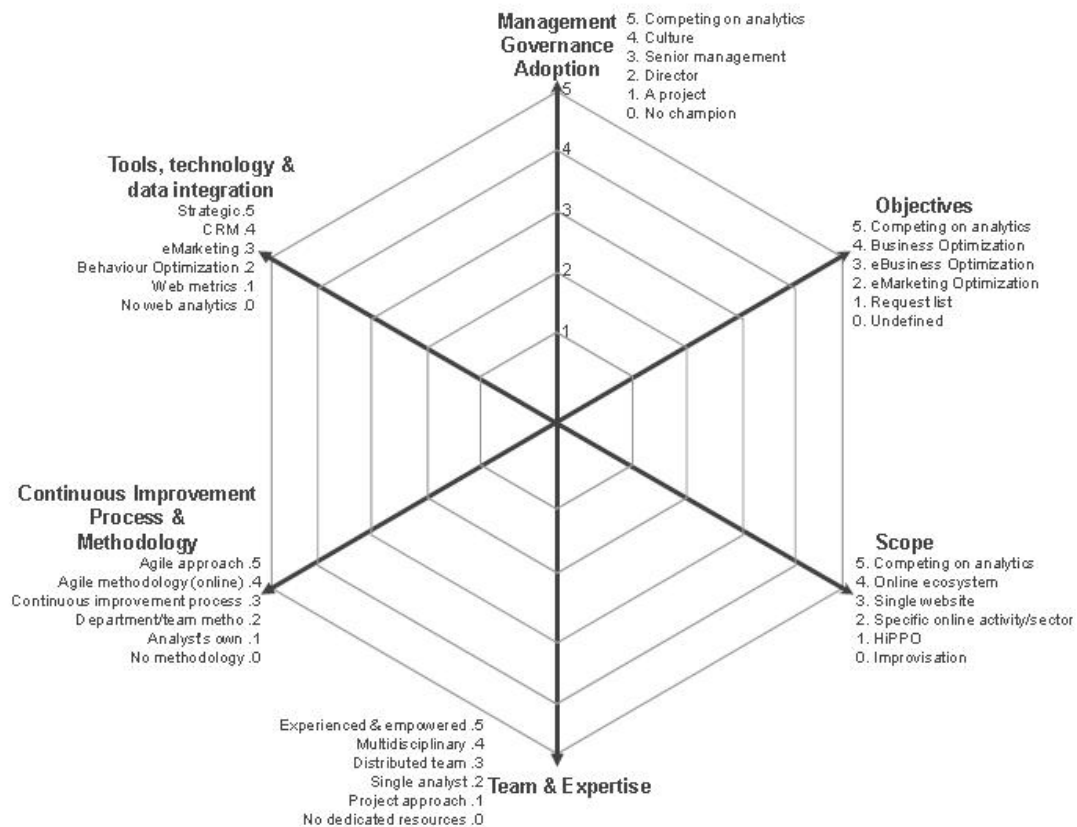 Management
Governance
Adoption
5. Competing on analytics
4. Culture
3. Senior management
2. Director
1. A project
0. No champion
5
4
3
2
1
Tools, technology &
data integration
Strategic .5
CRM .4
eMarketing .3
Behaviour Optimization .2
Web metrics .1
No web analytics .0
Objectives
5. Competing on analytics
4. Business Optimization
3. eBusiness Optimization
2. eMarketing Optimization
1. Request list
0. Undefined
Continuous Improvement
Process &
Methodology
Agile approach .5
Agile methodology (online) .4
Continuous improvement process .3
Department/team metho .2
Analyst's own .1
No methodology .0
Scope
5. Competing on analytics
4. Online ecosystem
3. Single website
2. Specific online activity/sector
1. HiPPO
0. Improvisation
Experienced & empowered .5
Multidisciplinary .4
Distributed team .3
Single analyst .2
Project approach .1
No dedicated resources .0
Team & Expertise